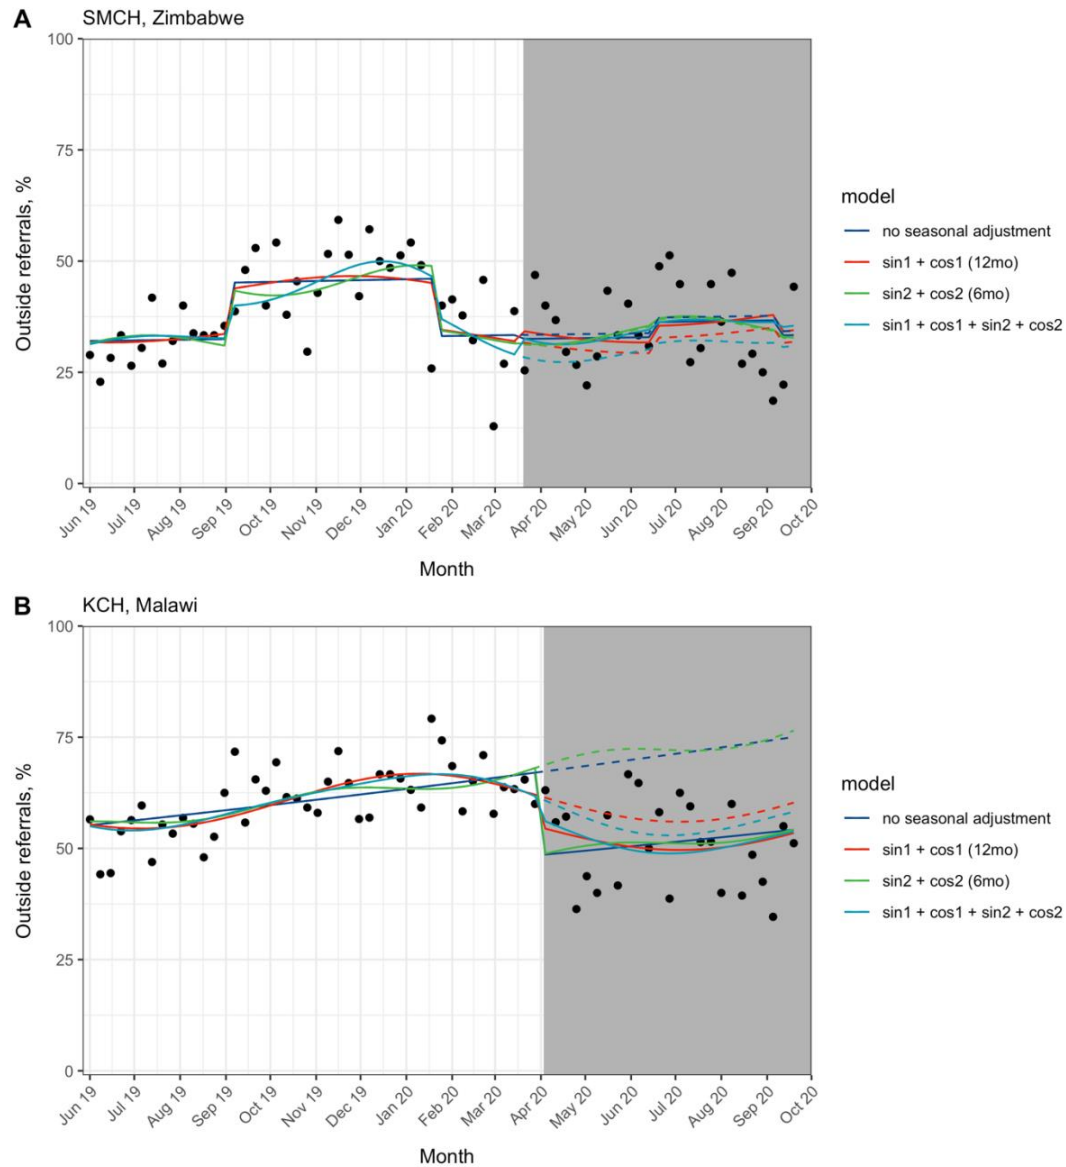 A
SMCH, Zimbabwe
100
75
50
25
0
Outside referrals, %
Jun 19
Jul 19
Aug 19
Sep 19
Oct 19
Nov 19
Dec 19
Jan 20
Feb 20
Mar 20
Apr 20
May 20
Jun 20
Jul 20
Aug 20
Sep 20
Oct 20
Month
model
no seasonal adjustment
sin1 + cos1 (12mo)
sin2 + cos2 (6mo)
sin1 + cos1 + sin2 + cos2
B
KCH, Malawi
100
75
50
25
0
Outside referrals, %
Jun 19
Jul 19
Aug 19
Sep 19
Oct 19
Nov 19
Dec 19
Jan 20
Feb 20
Mar 20
Apr 20
May 20
Jun 20
Jul 20
Aug 20
Sep 20
Oct 20
Month
model
no seasonal adjustment
sin1 + cos1 (12mo)
sin2 + cos2 (6mo)
sin1 + cos1 + sin2 + cos2